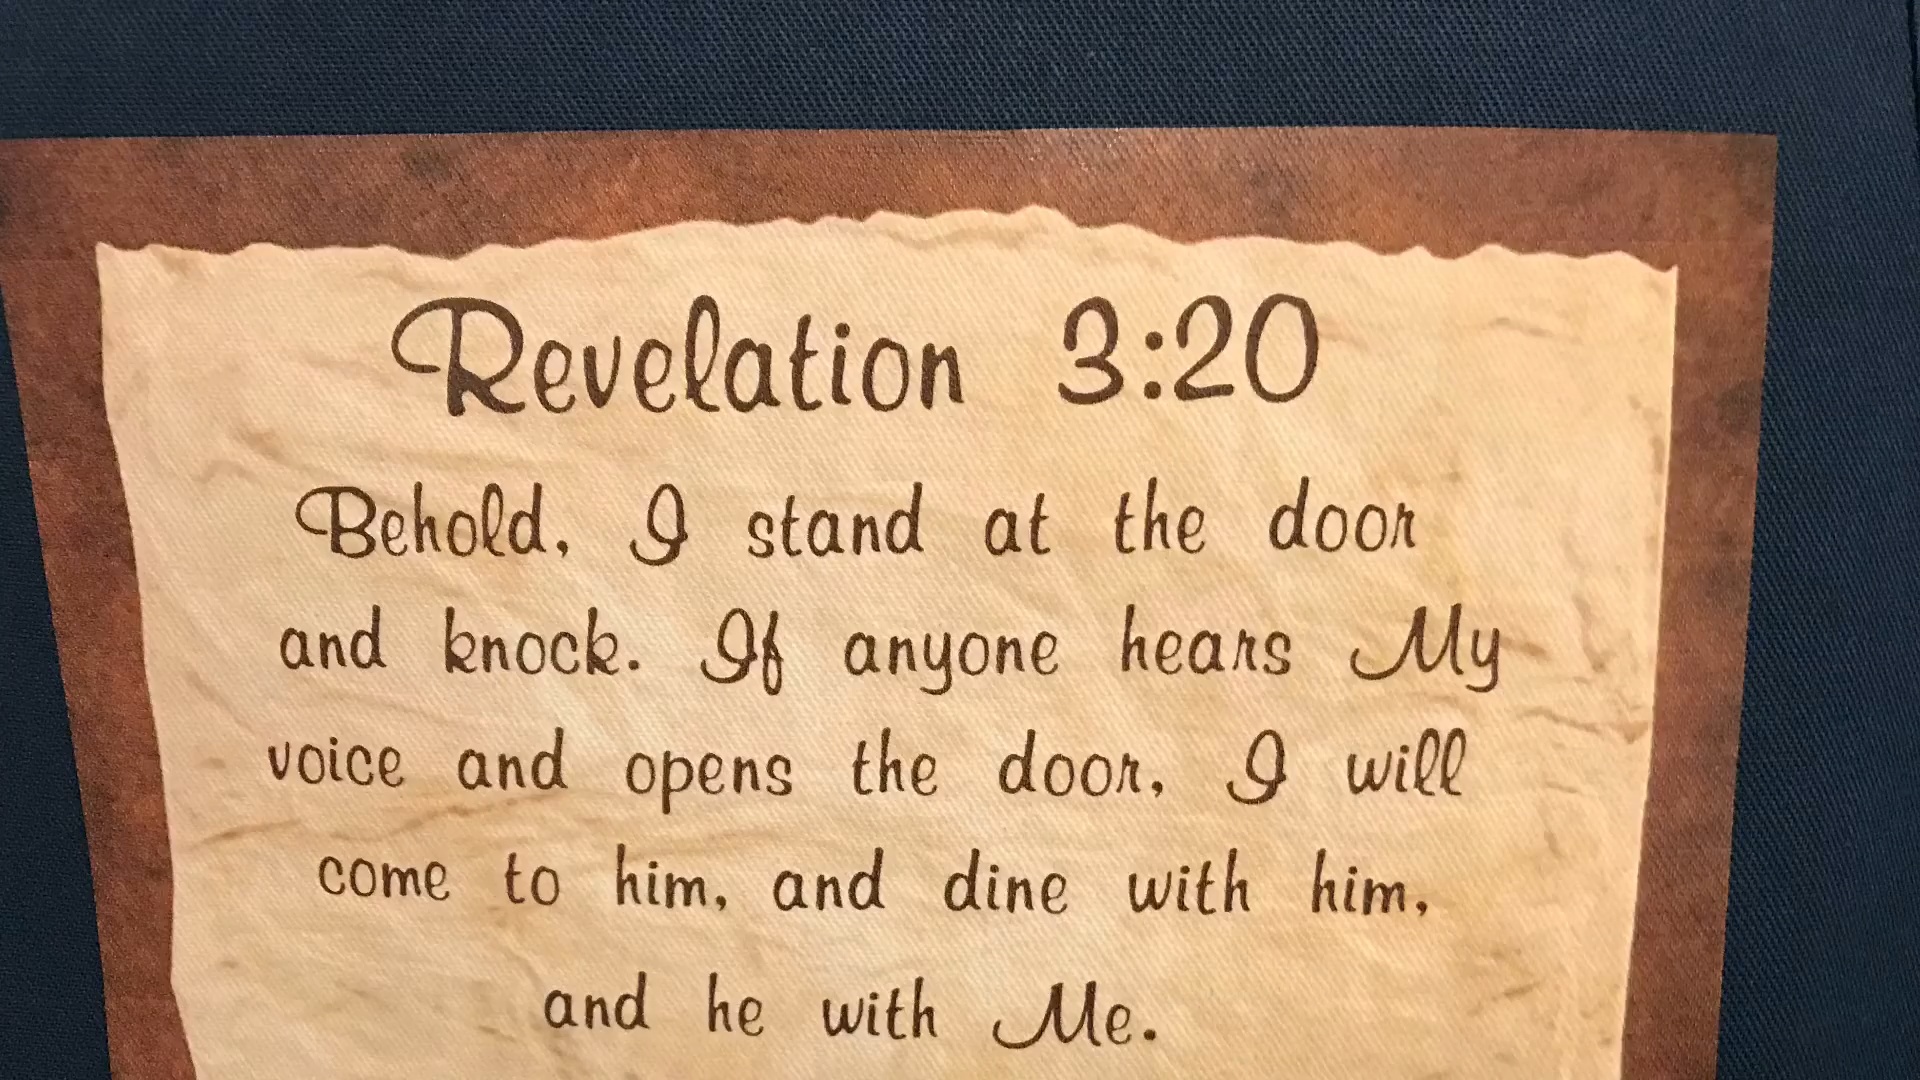 Revelation 3:20
Behold, I stand at the door
and knock. If anyone hears My
voice and opens the door, I will
come to him, and dine with him,
and he with Me.